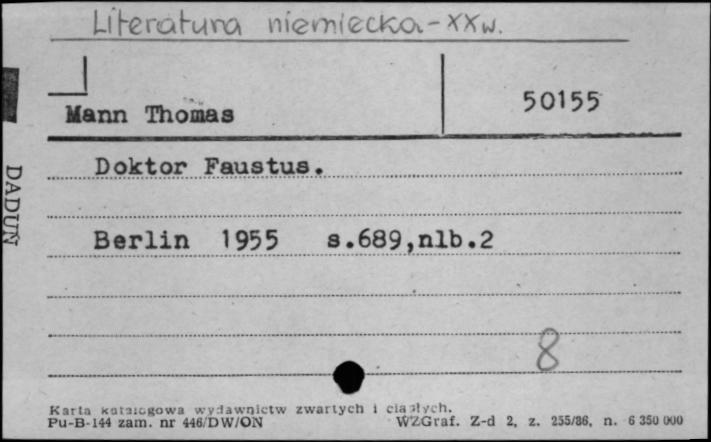 Literatura niemiecka-XXw.
Mann Thomas
50155
Doktor Faustus.
DADUŃ
Berlin 1955 s.689,nlb.2
8
Karta katalogowa wydawnictw zwartych i ciągłych.
Pu-B-144 zam. nr 446/DW/ON
WZGraf. Z-d 2, z. 255/86, n. 6 350 000